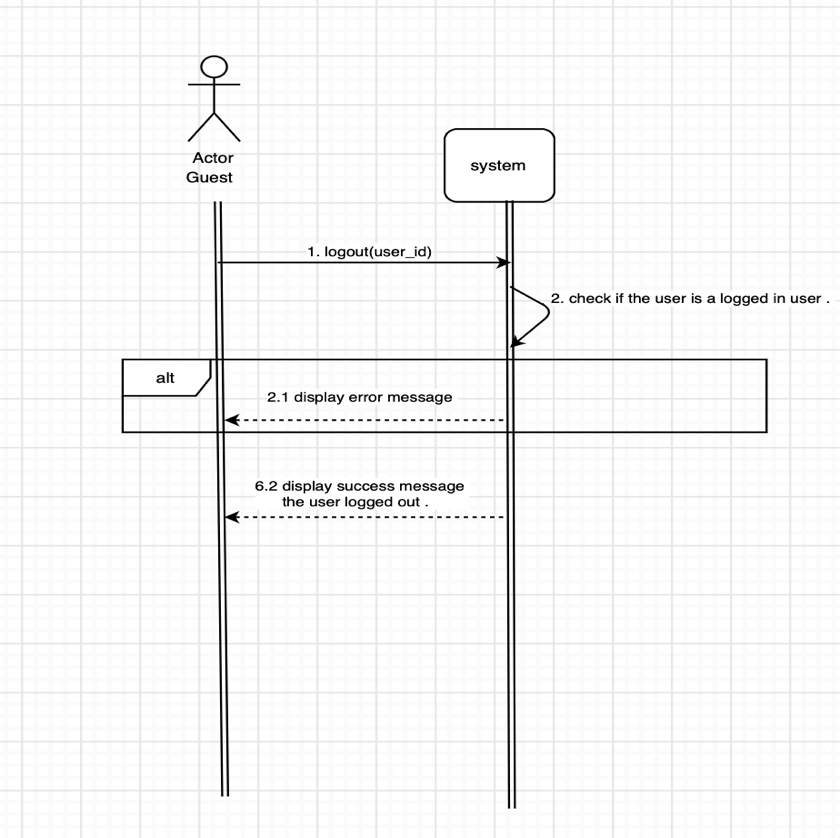 Actor
Guest
system
1. logout(user_id)
2. check if the user is a logged in user .
alt
2.1 display error message
6.2 display success message
the user logged out .